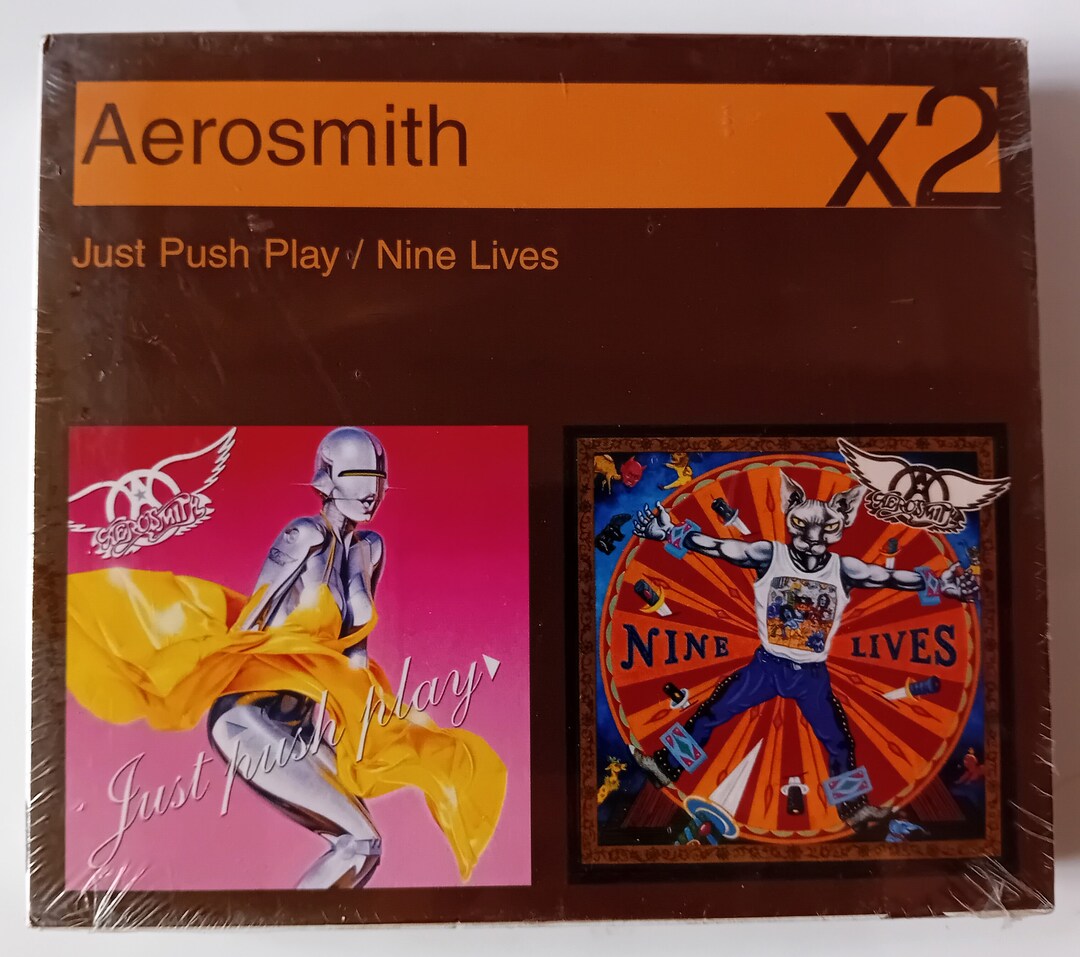 Aerosmith
x2
Just Push Play / Nine Lives
AEROSMITH
Just push play
AEROSMITH
NINE LIVES